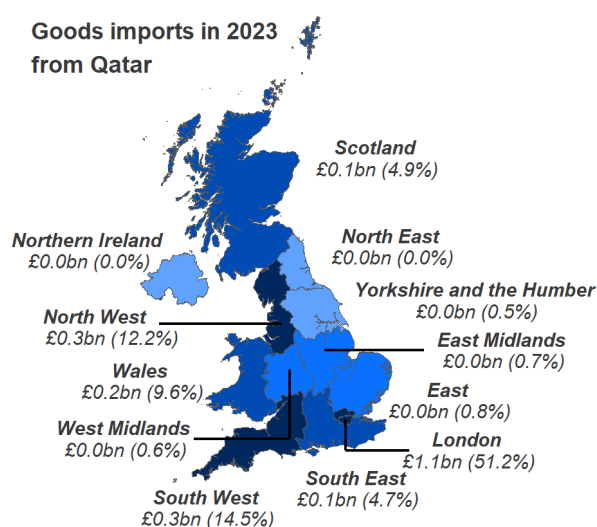 Goods imports in 2023
from Qatar
Scotland
£0.1bn (4.9%)
Northern Ireland
£0.0bn (0.0%)
North East
£0.0bn (0.0%)
Yorkshire and the Humber
£0.0bn (0.5%)
North West
£0.3bn (12.2%)
East Midlands
£0.0bn (0.7%)
Wales
£0.2bn (9.6%)
East
£0.0bn (0.8%)
West Midlands
£0.0bn (0.6%)
London
£1.1bn (51.2%)
South East
£0.1bn (4.7%)
South West
£0.3bn (14.5%)